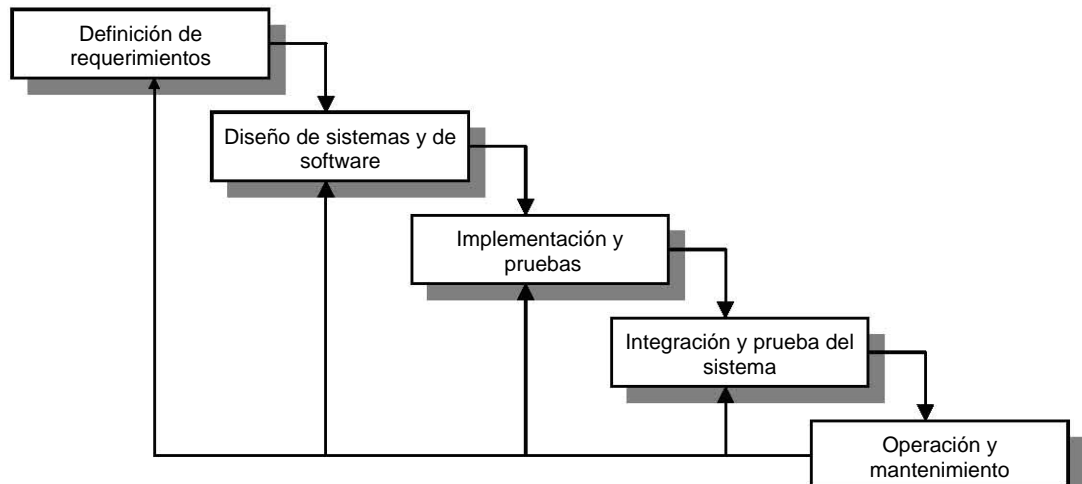 Definición de
requerimientos
Diseño de sistemas y de
software
Implementación y
pruebas
Integración y prueba del
sistema
Operación y
mantenimiento